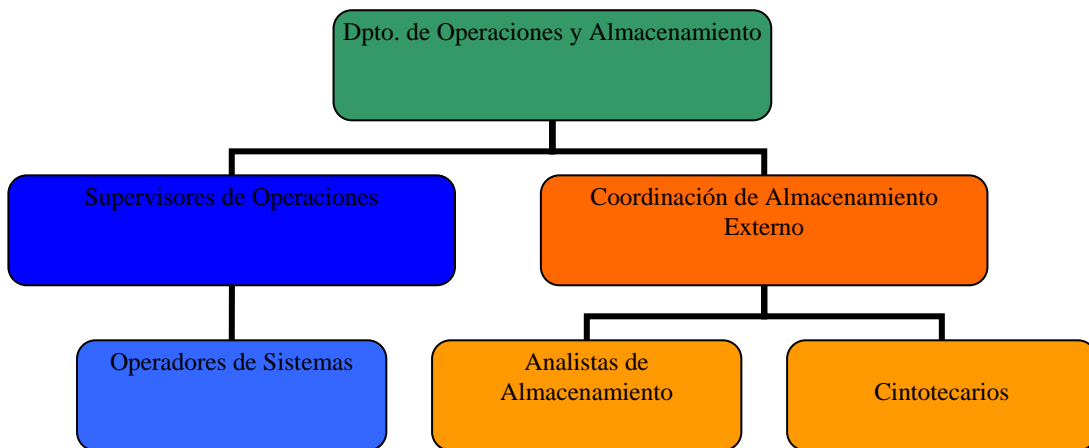 Dpto. de Operaciones y Almacenamiento
Supervisores de Operaciones
Coordinación de Almacenamiento
Externo
Operadores de Sistemas
Analistas de
Almacenamiento
Cintotecarios